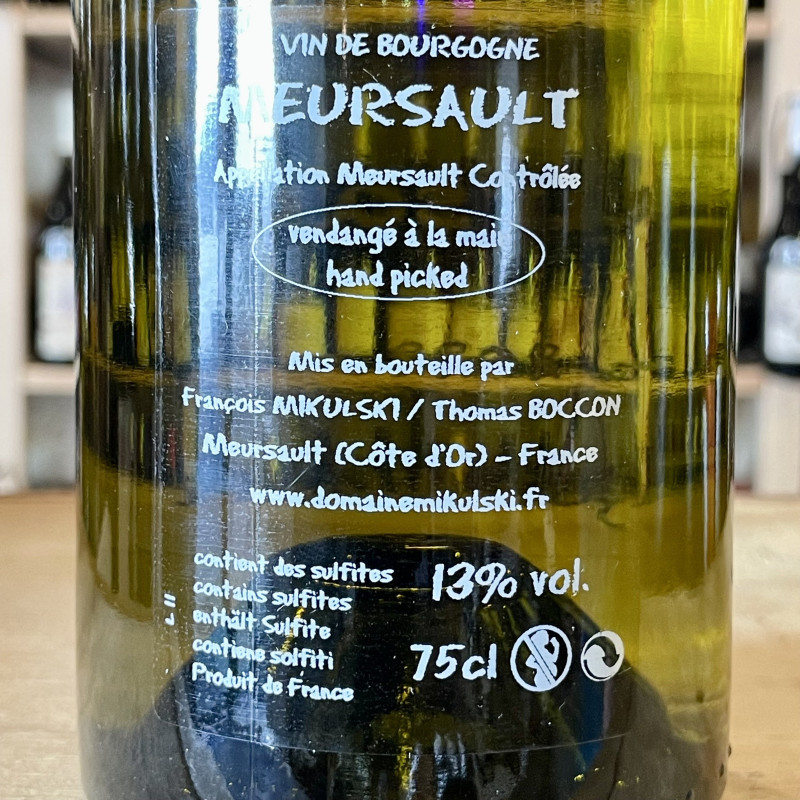 VIN DE BOURGOGNE
MEURSAULT
Appellation Meursault Contrôlée
vendangé à la main
hand picked
Mis en bouteille par
François MIKULSKI / Thomas BOCCON
Meursault (Côte d'Or) - France
www.domainemikulski.fr
contient des sulfites
contains sulfites
enthält Sulfite
contiene solfiti
Produit de France
13% vol.
75cl